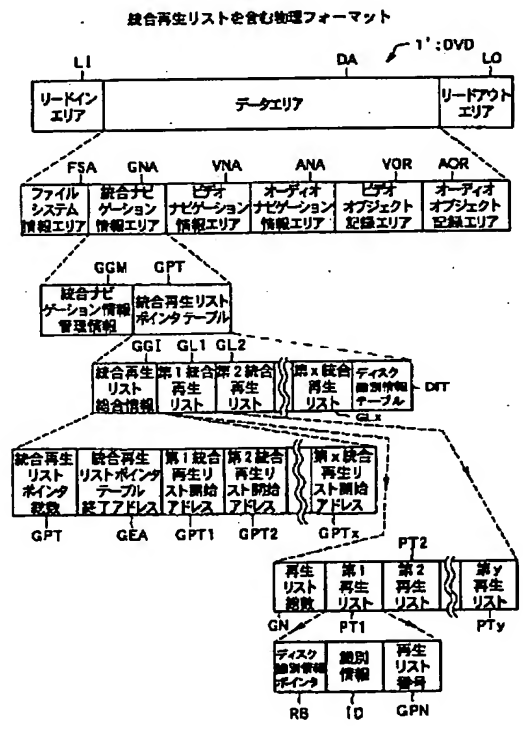 統合再生リストを含む物理フォーマット
1';DVD
LI
DA
LO
リードイン
エリア
データエリア
リードアウト
エリア
FSA
GNA
VNA
ANA
VOR
AOR
ファイル
システム
情報エリア
統合ナビ
ゲーション
情報エリア
ビデオ
ナビゲーション
情報エリア
オーディオ
ナビゲーション
情報エリア
ビデオ
オブジェクト
記録エリア
オーディオ
オブジェクト
記録エリア
GGM
GPT
統合ナビ
ゲーション情報
管理情報
統合再生リスト
ポインタテーブル
GGI
GL1
GL2
統合再生
リスト
総合情報
第1統合
再生
リスト
第2統合
再生
リスト
第x統合
再生
リスト
ディスク
識別情報
テーブル
DIT
GLx
統合再生
リスト
ポインタ
総数
統合再生
リストポインタ
テーブル
終了アドレス
第1統合
再生リ
スト開始
アドレス
第2統合
再生リ
スト開始
アドレス
第x統合
再生リ
スト開始
アドレス
GPT
GEA
GPT1
GPT2
GPTx
PT2
再生
リスト
総数
第1
再生
リスト
第2
再生
リスト
第y
再生
リスト
GN
PT1
PTy
ディスク
識別情報
ポインタ
識別
情報
再生
リスト
番号
RB
ID
GPN